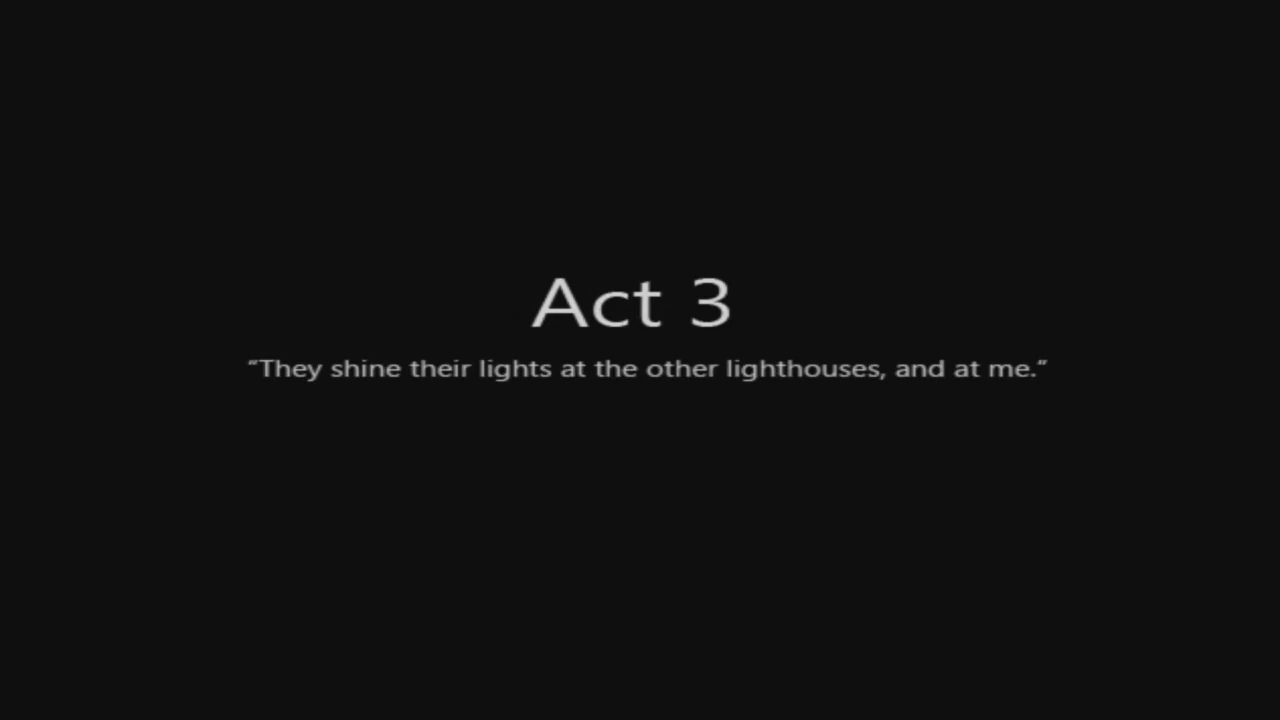 Act 3
“They shine their lights at the other lighthouses, and at me.”